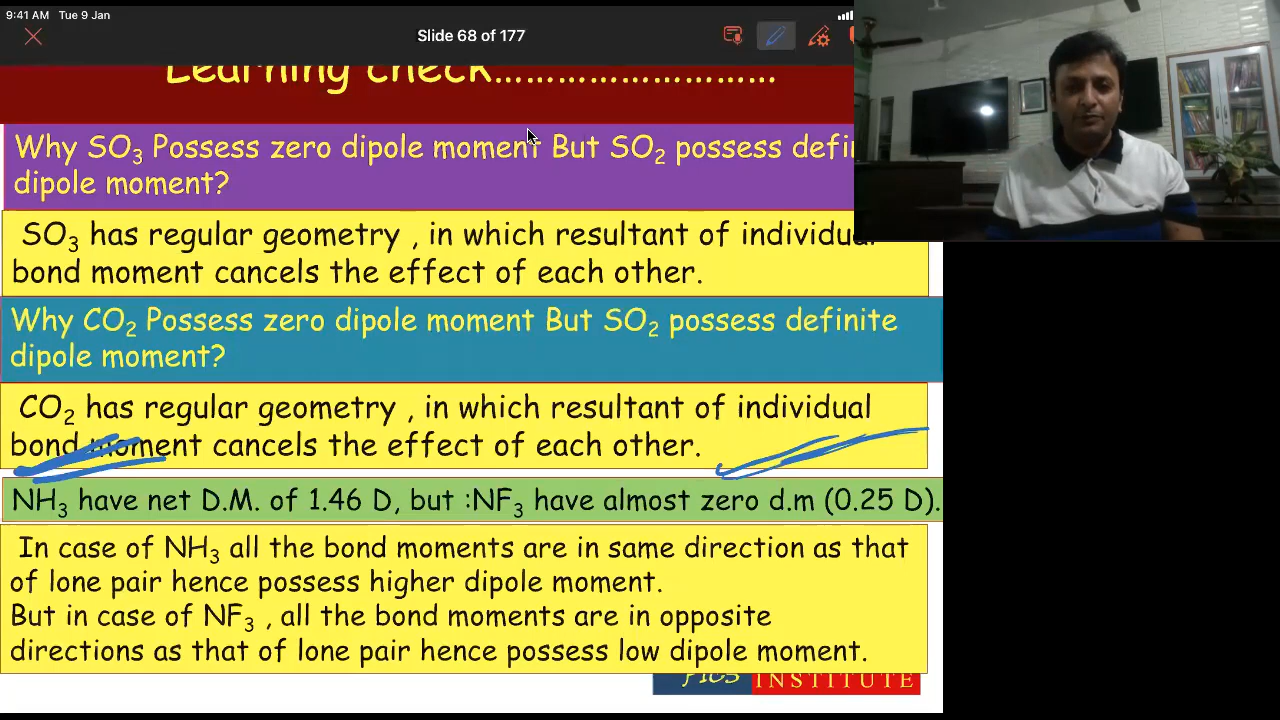 9:41 AM Tue 9 Jan
Slide 68 of 177
Learning check...........................
Why SO₃ Possess zero dipole moment But SO₂ possess defi
dipole moment?
SO₃ has regular geometry , in which resultant of individual
bond moment cancels the effect of each other.
Why CO₂ Possess zero dipole moment But SO₂ possess definite
dipole moment?
CO₂ has regular geometry , in which resultant of individual
bond moment cancels the effect of each other.
NH₃ have net D.M. of 1.46 D, but :NF₃ have almost zero d.m (0.25 D).
In case of NH₃ all the bond moments are in same direction as that
of lone pair hence possess higher dipole moment.
But in case of NF₃ , all the bond moments are in opposite
directions as that of lone pair hence possess low dipole moment.
INSTITUTE